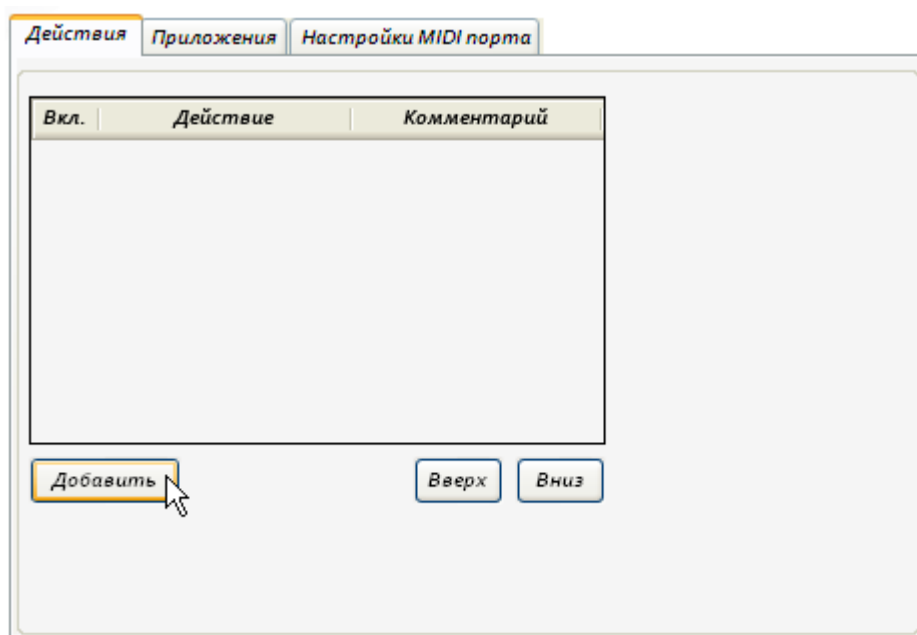 Действия Приложения Настройки MIDI порта
Вкл. Действие Комментарий
Добавить Вверх Вниз